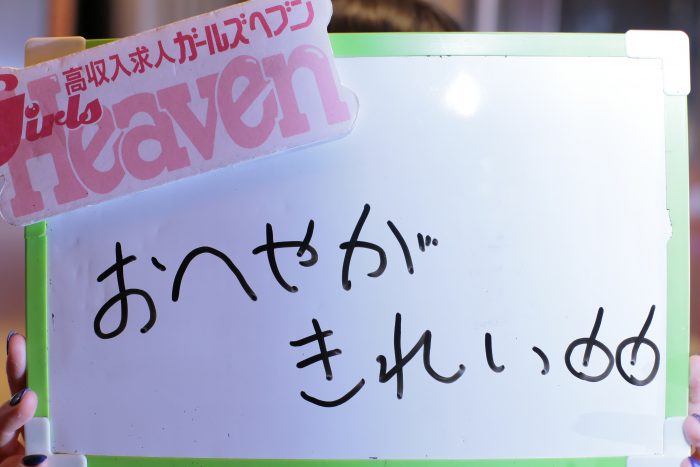 高収入求人ガールズヘブン
Girls
Heaven
おへやが
きれい♪♪